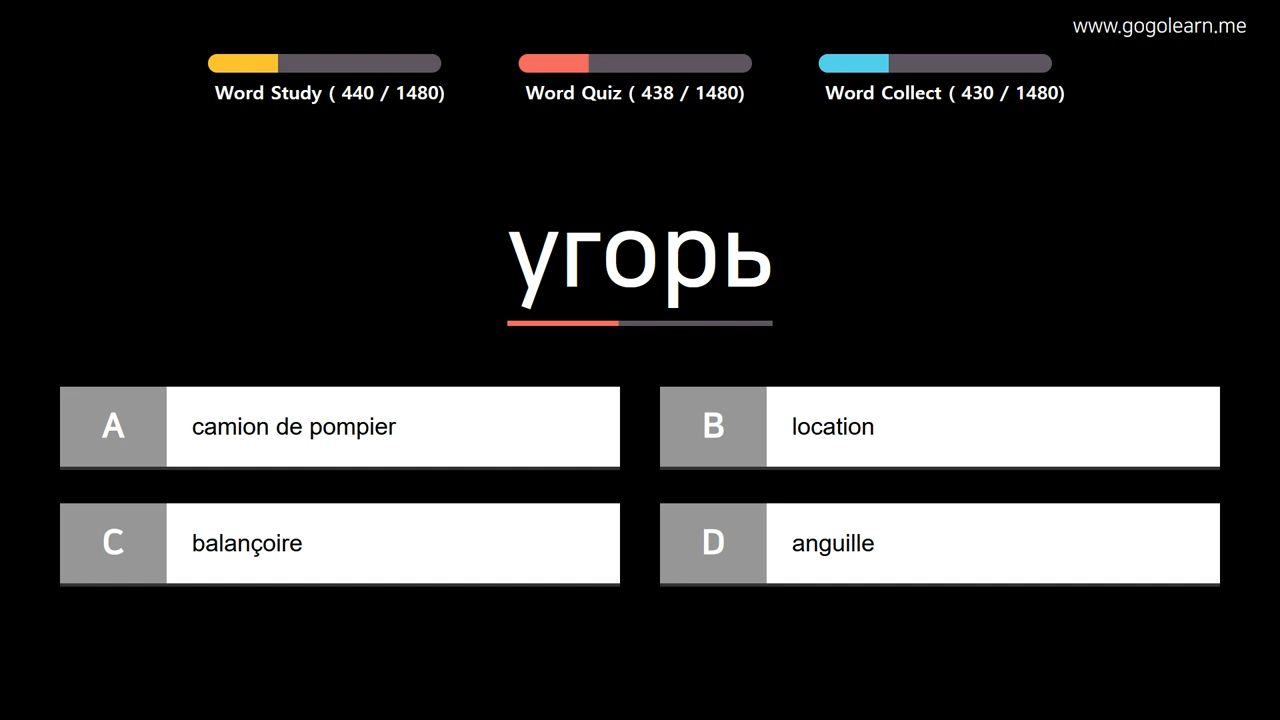 www.gogolearn.me
Word Study ( 440 / 1480)
Word Quiz ( 438 / 1480)
Word Collect ( 430 / 1480)
угорь
A camion de pompier
B location
C balançoire
D anguille